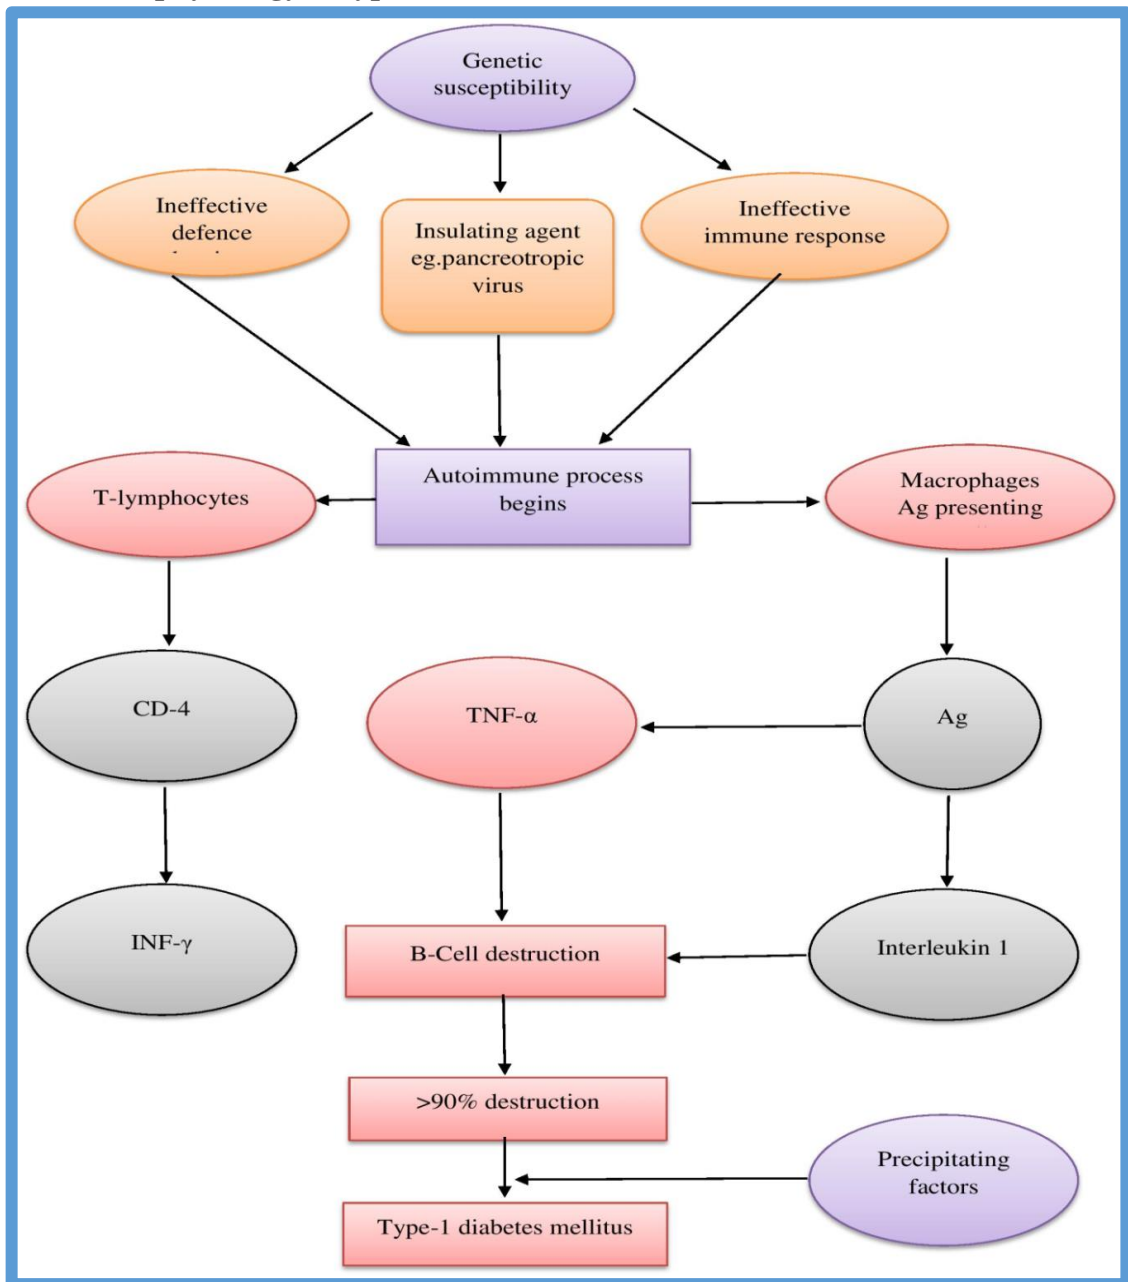 Genetic
susceptibility
Ineffective
defence
Insulating agent
eg.pancreotropic
virus
Ineffective
immune response
T-lymphocytes
Autoimmune process
begins
Macrophages
Ag presenting
CD-4
TNF-α
Ag
INF-γ
B-Cell destruction
Interleukin 1
>90% destruction
Precipitating
factors
Type-1 diabetes mellitus